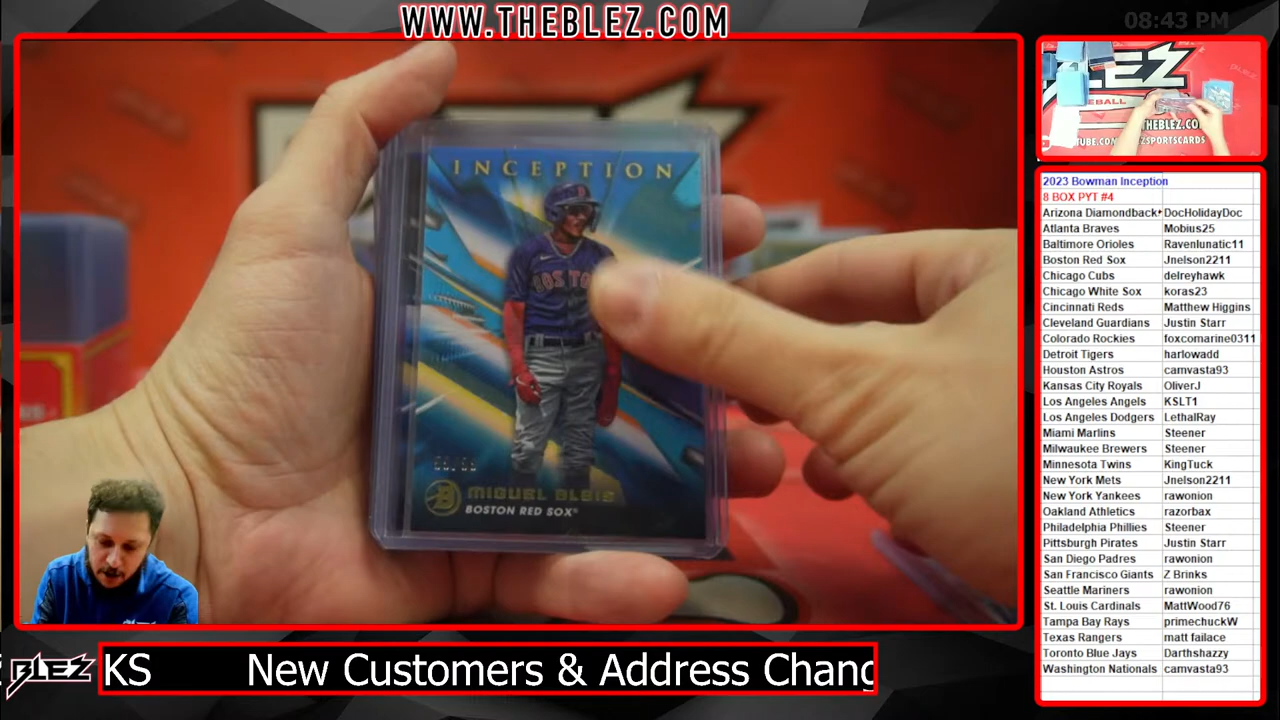 WWW.THEBLEZ.COM
08:43 PM
INCEPTION
BOSTON
MIGUEL BLEIS
BOSTON RED SOX
LEZ
BASEBALL
THEBLEZ.CO
2023 Bowman Inception
8 BOX PYT #4
Arizona Diamondback DocHolidayDoc
Atlanta Braves Mobius25
Baltimore Orioles Ravenlunatic11
Boston Red Sox Jnelson2211
Chicago Cubs delreyhawk
Chicago White Sox koras23
Cincinnati Reds Matthew Higgins
Cleveland Guardians Justin Starr
Colorado Rockies foxcomarine0311
Detroit Tigers harlowadd
Houston Astros camvasta93
Kansas City Royals OliverJ
Los Angeles Angels KSLT1
Los Angeles Dodgers LethalRay
Miami Marlins Steener
Milwaukee Brewers Steener
Minnesota Twins KingTuck
New York Mets Jnelson2211
New York Yankees rawonion
Oakland Athletics razorbax
Philadelphia Phillies Steener
Pittsburgh Pirates Justin Starr
San Diego Padres rawonion
San Francisco Giants Z Brinks
Seattle Mariners rawonion
St. Louis Cardinals MattWood76
Tampa Bay Rays primechuckW
Texas Rangers matt failace
Toronto Blue Jays Darthshazzy
Washington Nationals camvasta93
BLEZ
KS New Customers & Address Chang